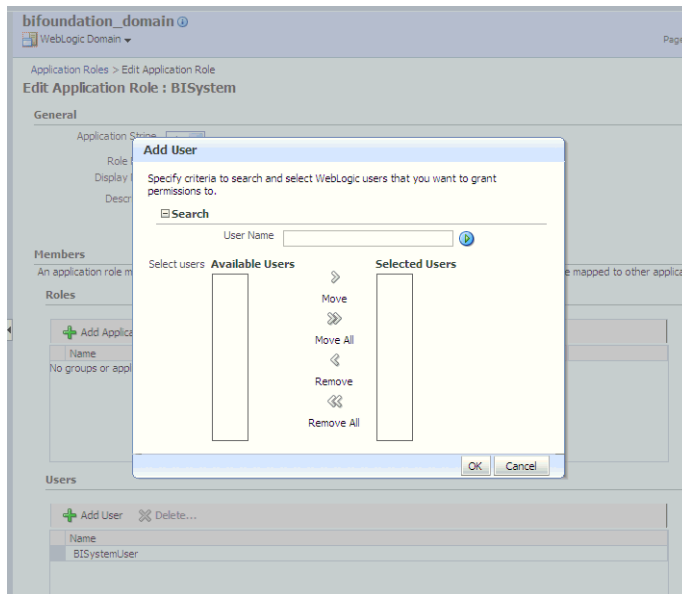 bifoundation_domain
WebLogic Domain
Page
Application Roles > Edit Application Role
Edit Application Role : BISystem
General
Application Stripe
Role
Display
Descr
Add User
Specify criteria to search and select WebLogic users that you want to grant
permissions to.
Search
User Name
Select users Available Users Selected Users
Move
Move All
Remove
Remove All
OK Cancel
Members
An application role m e mapped to other applica
Roles
Add Applica
Name
No groups or appl
Users
Add User Delete...
Name
BISystemUser